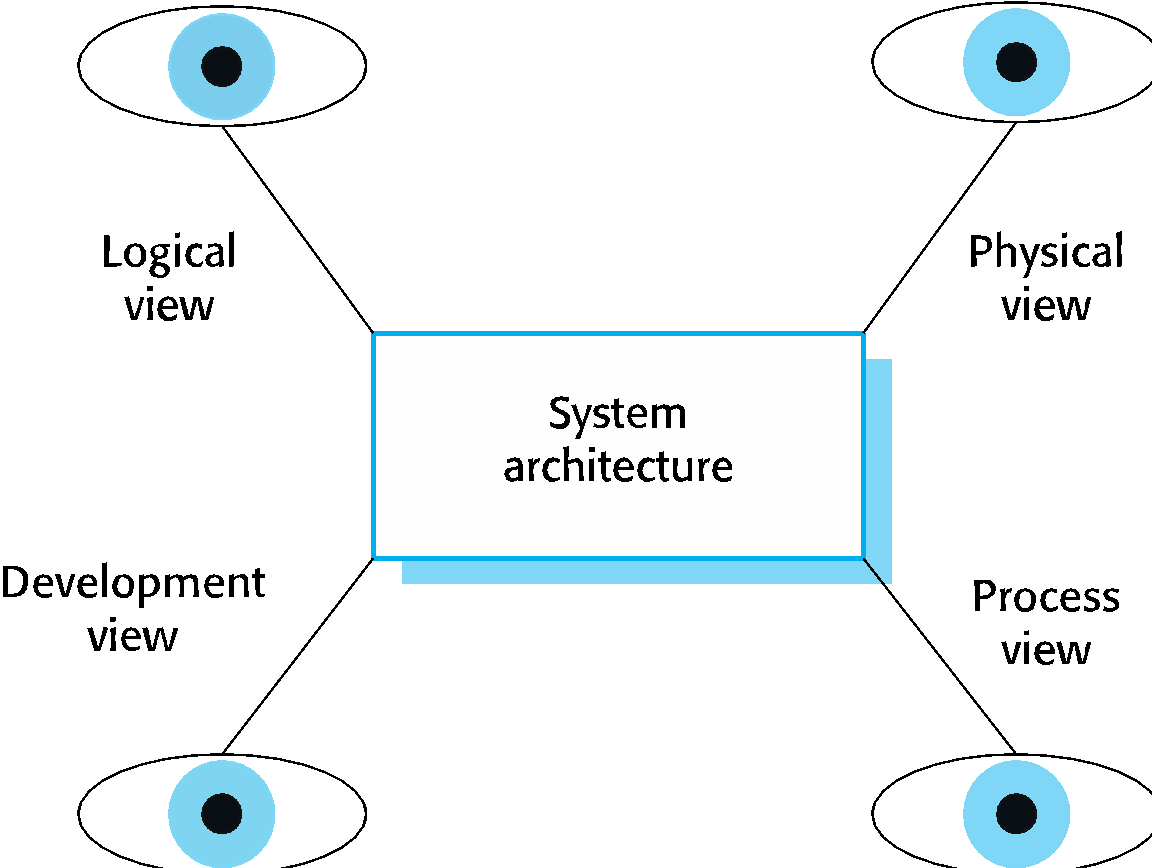 Logical
view
Physical
view
System
architecture
Development
view
Process
view